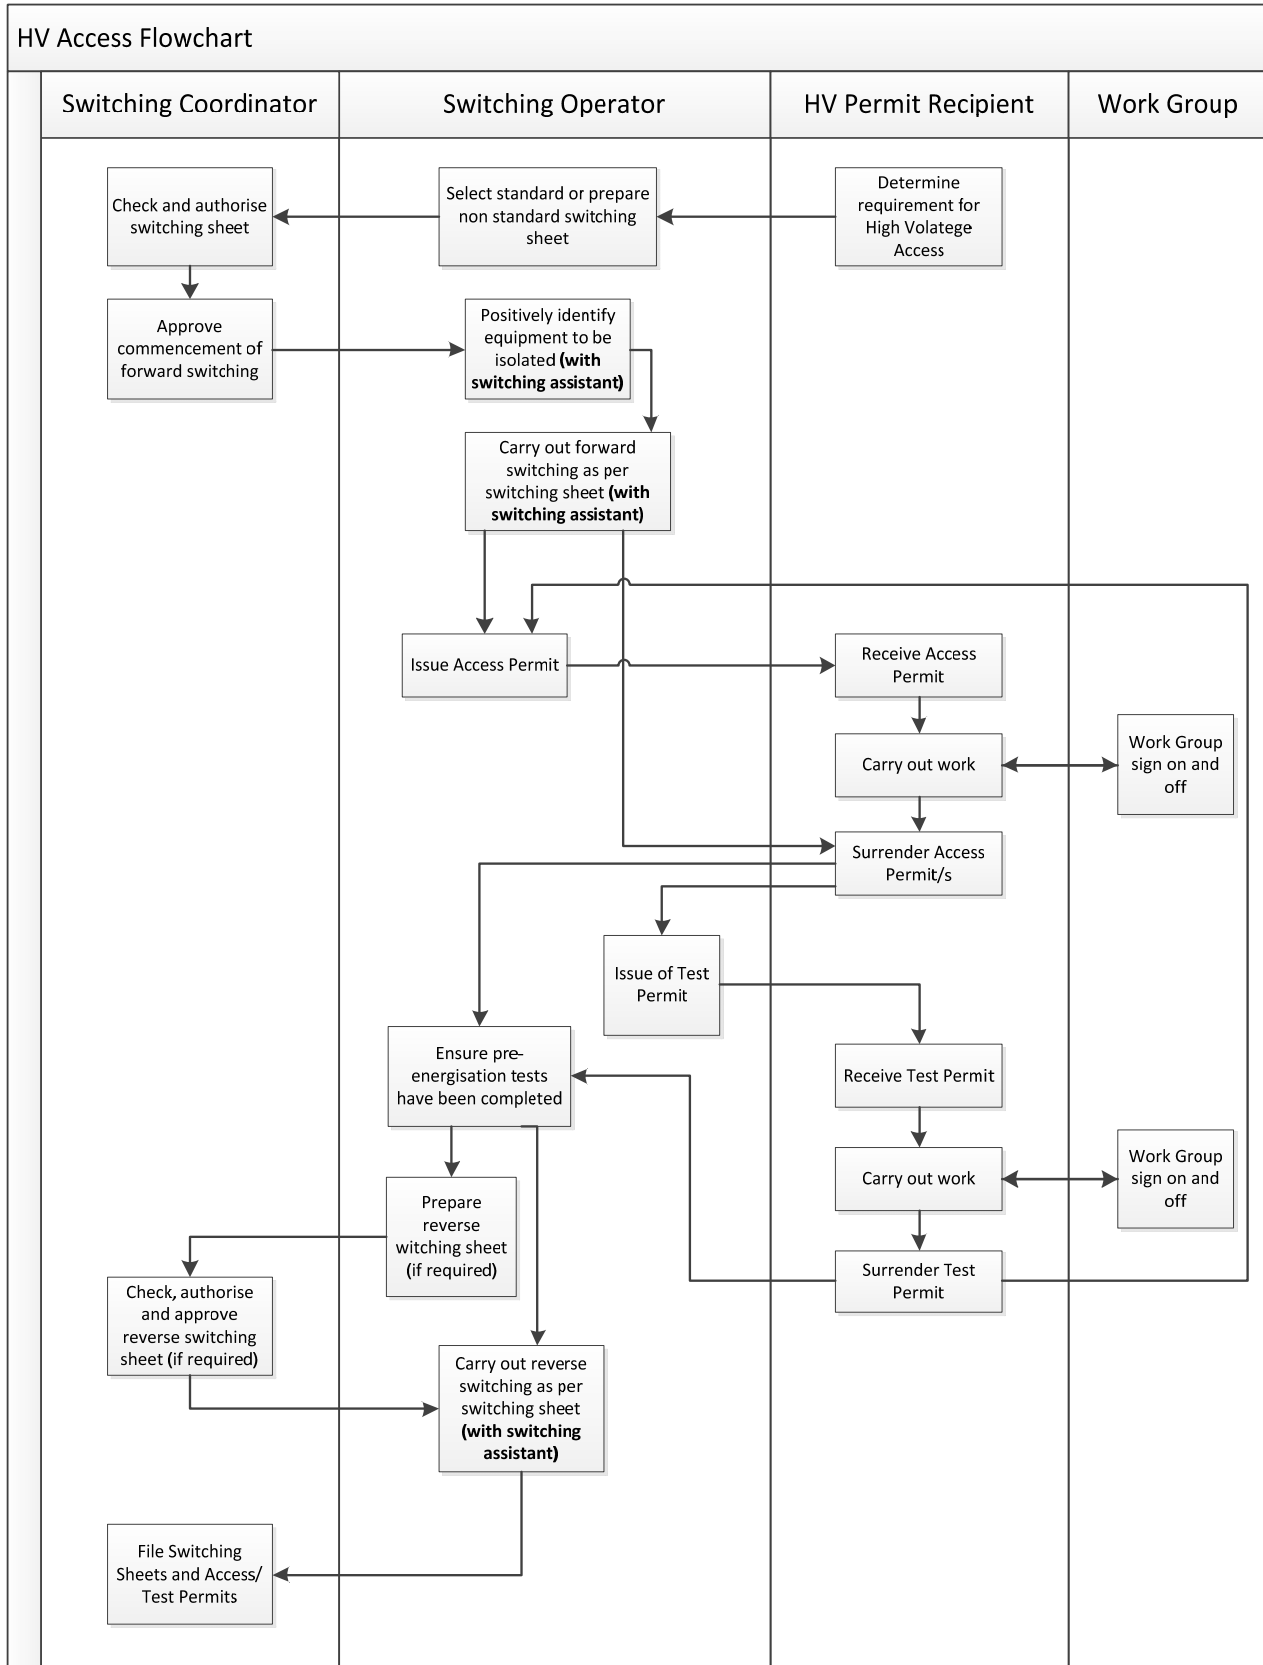 HV Access Flowchart
Switching Coordinator
Switching Operator
HV Permit Recipient
Work Group
Check and authorise
switching sheet
Select standard or prepare
non standard switching
sheet
Determine
requirement for
High Volatege
Access
Approve
commencement of
forward switching
Positively identify
equipment to be
isolated (with
switching assistant)
Carry out forward
switching as per
switching sheet (with
switching assistant)
Issue Access Permit
Receive Access
Permit
Carry out work
Work Group
sign on and
off
Surrender Access
Permit/s
Issue of Test
Permit
Ensure pre-
energisation tests
have been completed
Receive Test Permit
Carry out work
Work Group
sign on and
off
Prepare
reverse
witching sheet
(if required)
Surrender Test
Permit
Check, authorise
and approve
reverse switching
sheet (if required)
Carry out reverse
switching as per
switching sheet
(with switching
assistant)
File Switching
Sheets and Access/
Test Permits